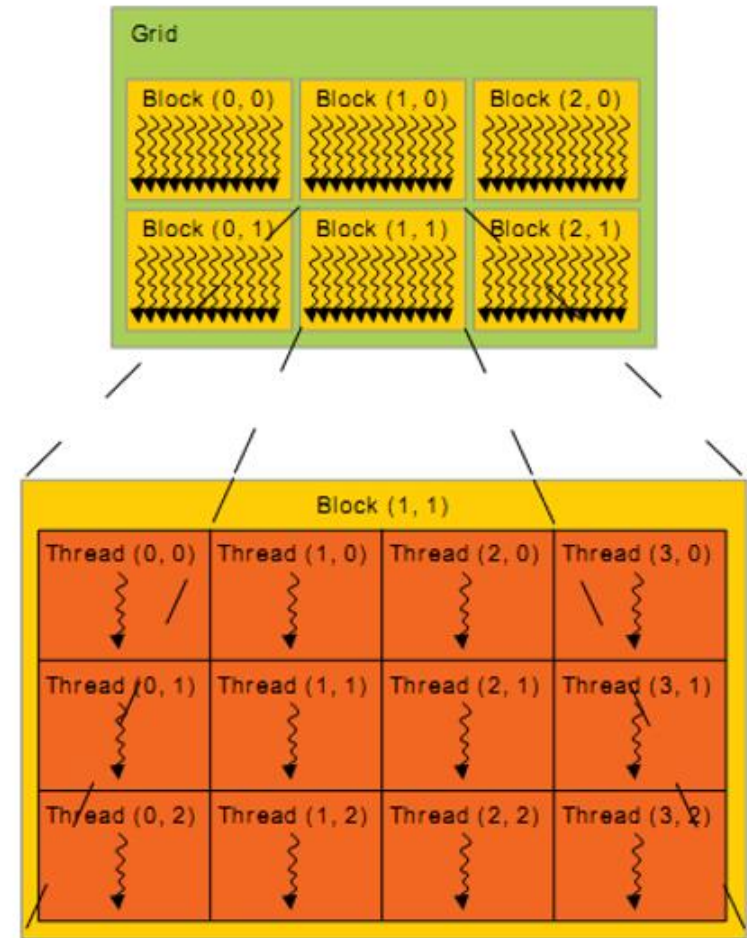 Grid
Block (0, 0) Block (1, 0) Block (2, 0)
Block (0, 1) Block (1, 1) Block (2, 1)
Block (1, 1)
Thread (0, 0) Thread (1, 0) Thread (2, 0) Thread (3, 0)
Thread (0, 1) Thread (1, 1) Thread (2, 1) Thread (3, 1)
Thread (0, 2) Thread (1, 2) Thread (2, 2) Thread (3, 2)